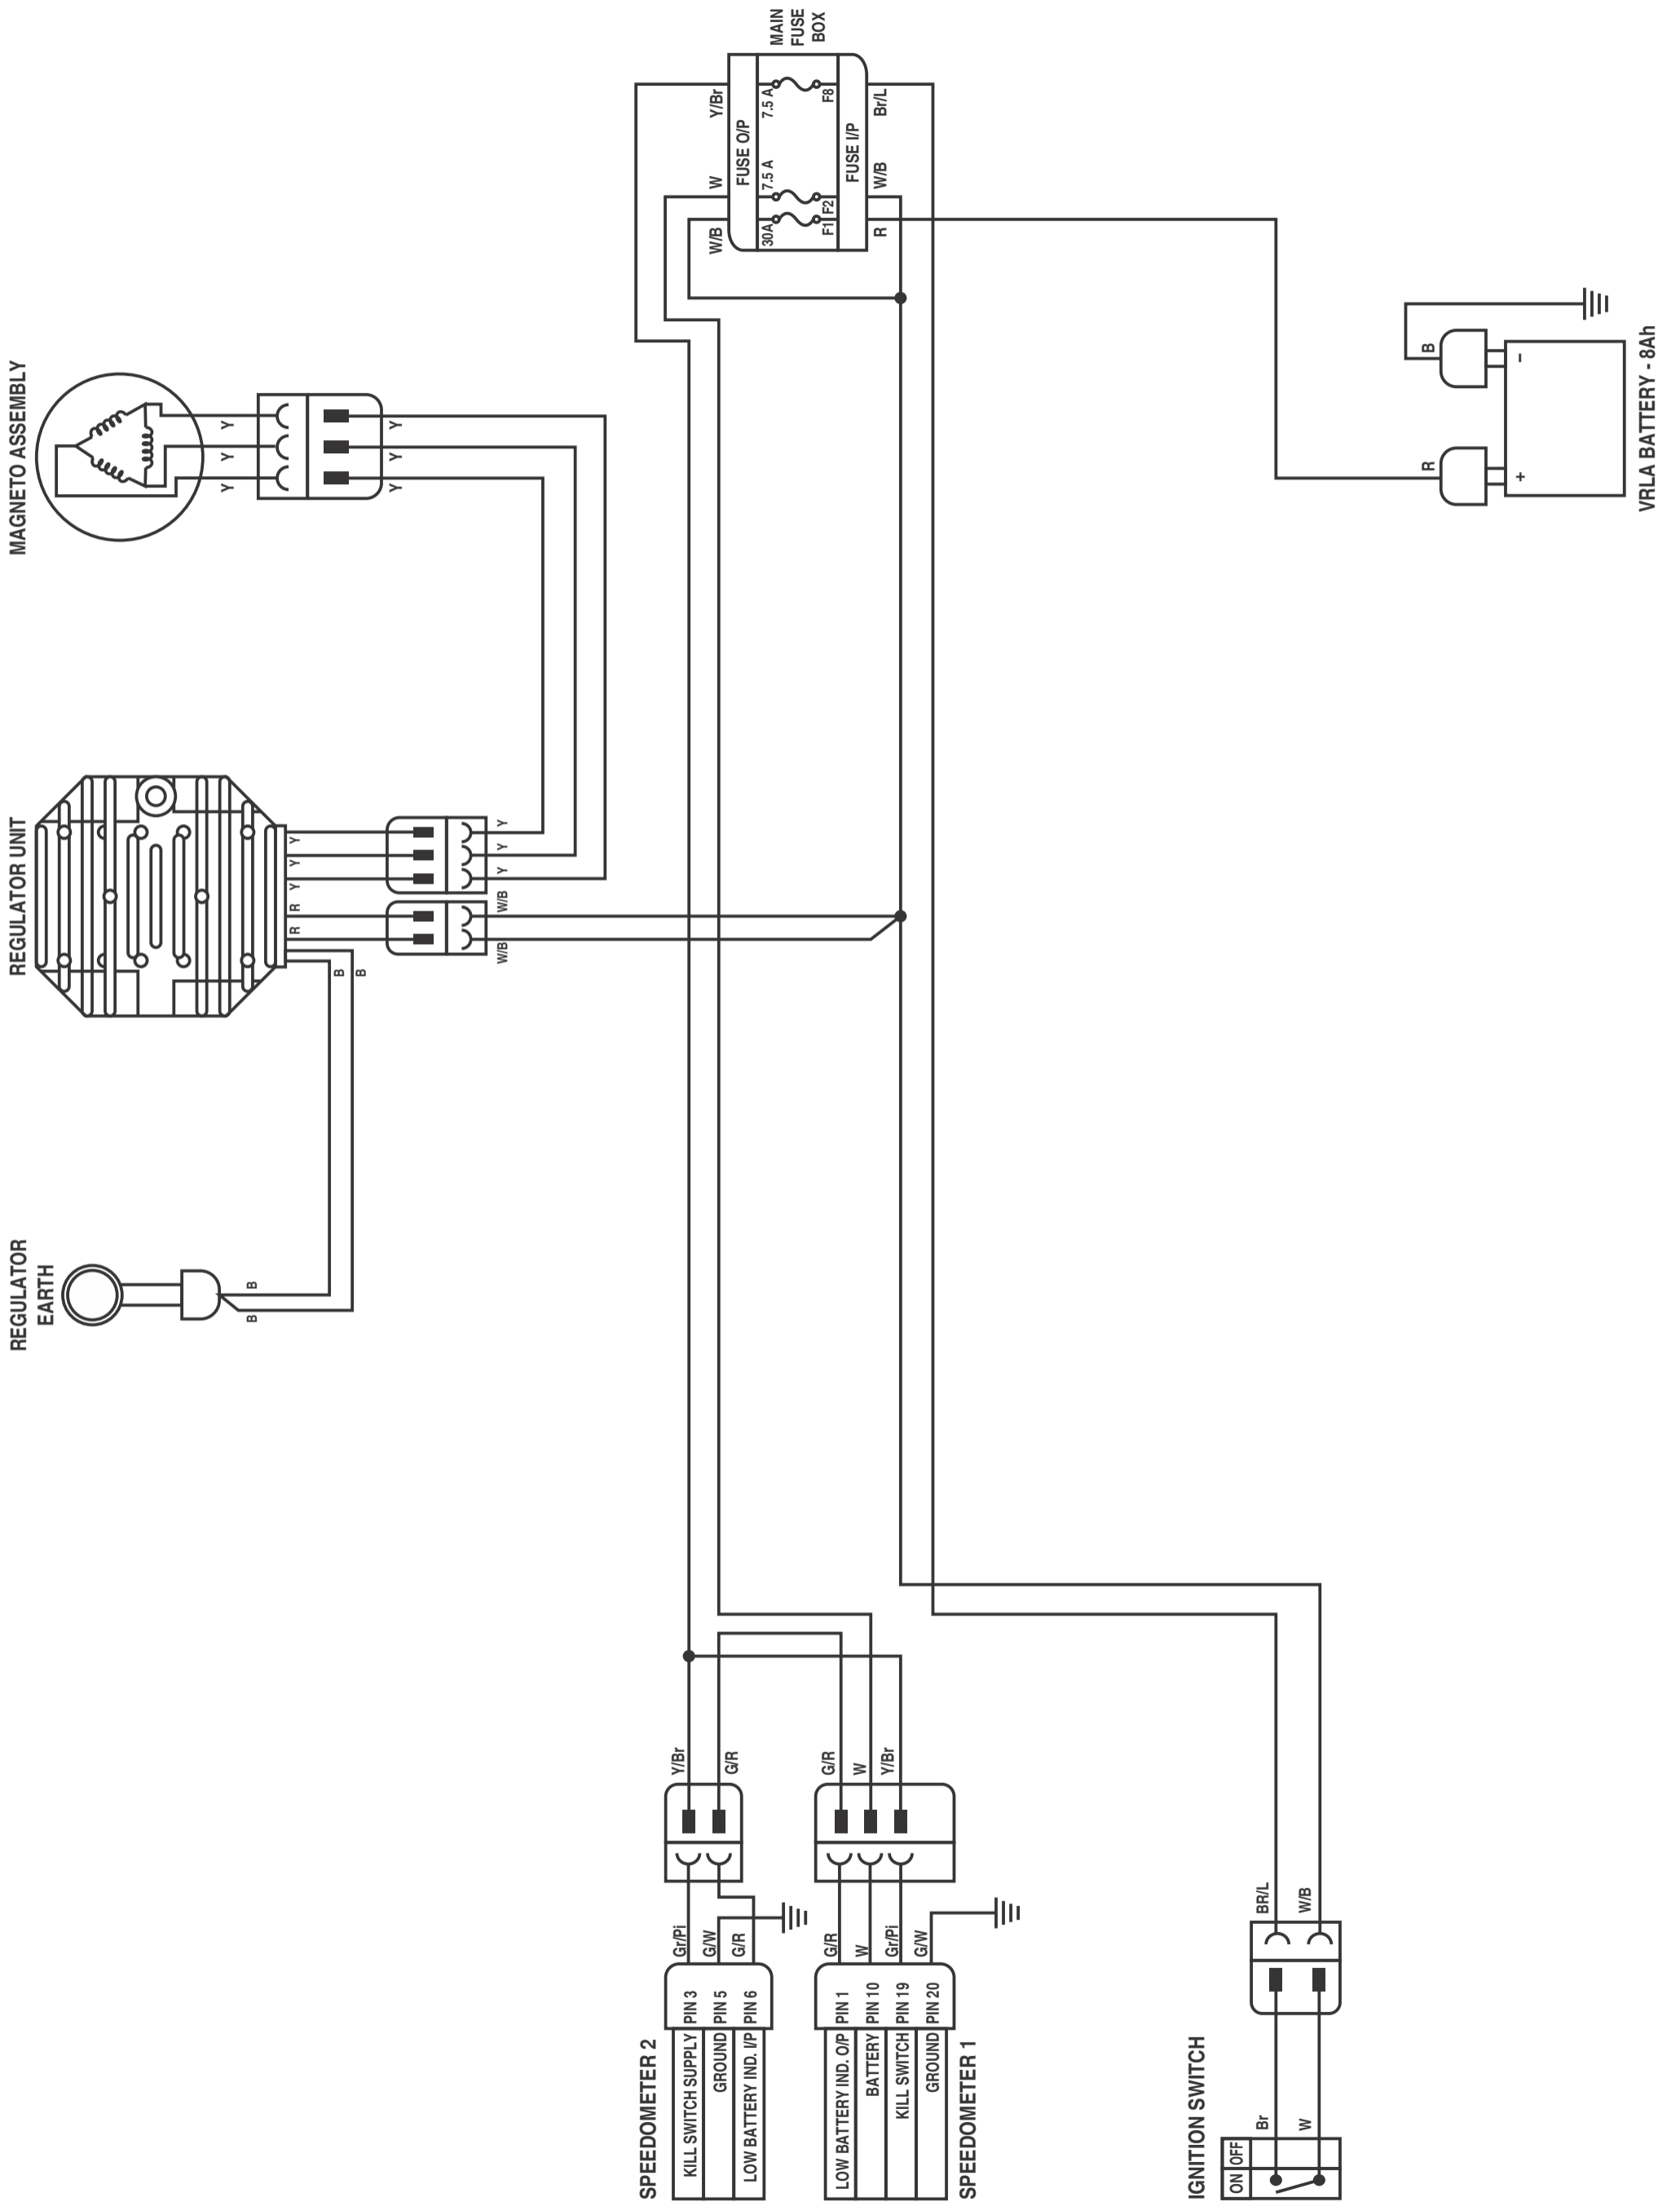 MAGNETO ASSEMBLY
Y
Y
Y
Y
Y
Y
REGULATOR UNIT
Y
Y
Y
R
R
B
B
Y
Y
Y
W/B
W/B
REGULATOR
EARTH
B
B
MAIN
FUSE
BOX
Y/Br
W
W/B
FUSE O/P
7.5 A
7.5 A
30A
F8
F2
F1
FUSE I/P
Br/L
W/B
R
B
R
-
+
VRLA BATTERY - 8Ah
SPEEDOMETER 2
KILL SWITCH SUPPLY
PIN 3
Gr/Pi
Y/Br
GROUND
PIN 5
G/W
G/R
LOW BATTERY IND. I/P
PIN 6
G/R
LOW BATTERY IND. O/P
PIN 1
G/R
G/R
BATTERY
PIN 10
W
W
KILL SWITCH
PIN 19
Gr/Pi
Y/Br
GROUND
PIN 20
G/W
SPEEDOMETER 1
IGNITION SWITCH
ON
OFF
Br
BR/L
W
W/B